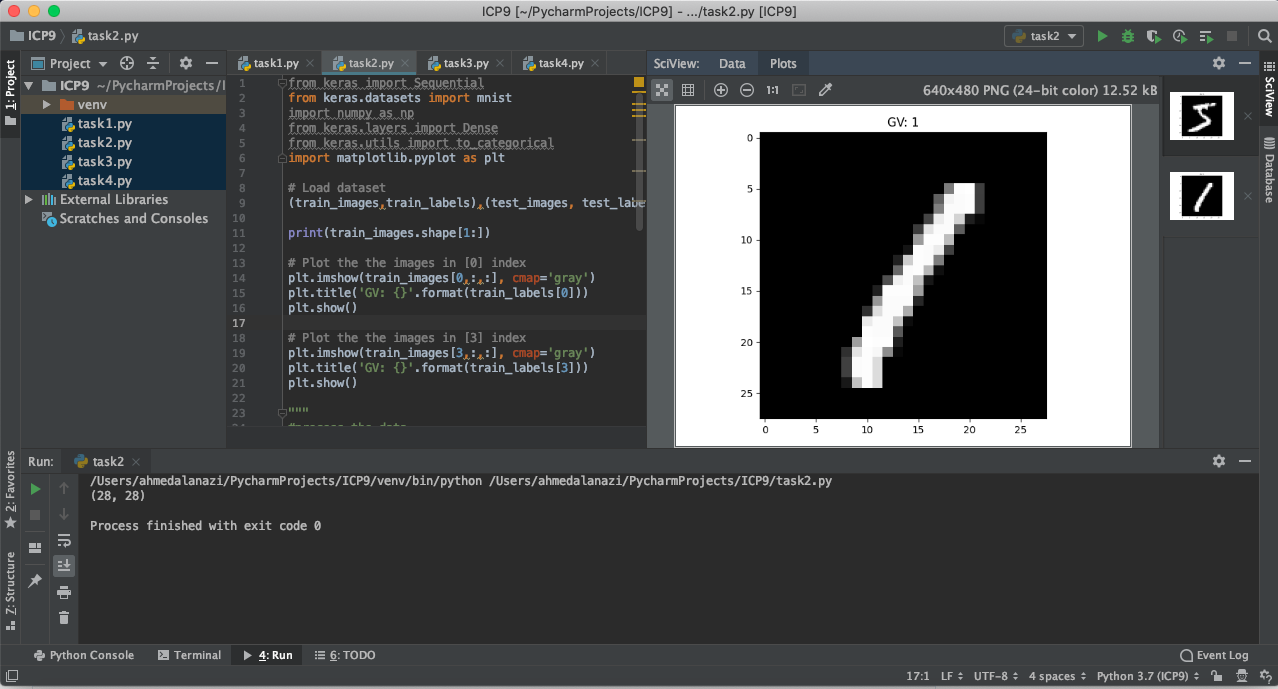 ICP9 [~/PycharmProjects/ICP9] - .../task2.py [ICP9]
ICP9
task2.py
task2
1: Project
Project
ICP9 ~/PycharmProjects/I
venv
task1.py
task2.py
task3.py
task4.py
External Libraries
Scratches and Consoles
task1.py
task2.py
task3.py
task4.py
1 from keras import Sequential
2 from keras.datasets import mnist
3 import numpy as np
4 from keras.layers import Dense
5 from keras.utils import to_categorical
6 import matplotlib.pyplot as plt
7
8 # Load dataset
9 (train_images,train_labels),(test_images, test_labe
10
11 print(train_images.shape[1:])
12
13 # Plot the the images in [0] index
14 plt.imshow(train_images[0,:,:], cmap='gray')
15 plt.title('GV: {}'.format(train_labels[0]))
16 plt.show()
17
18 # Plot the the images in [3] index
19 plt.imshow(train_images[3,:,:], cmap='gray')
20 plt.title('GV: {}'.format(train_labels[3]))
21 plt.show()
22
23 """
24 #process the data
SciView:
Data
Plots
1:1
640x480 PNG (24-bit color) 12.52 kB
GV: 1
0
5
10
15
20
25
0 5 10 15 20 25
5
1
SciView
Database
Run:
task2
/Users/ahmedalanazi/PycharmProjects/ICP9/venv/bin/python /Users/ahmedalanazi/PycharmProjects/ICP9/task2.py
(28, 28)
Process finished with exit code 0
2: Favorites
Z: Structure
Python Console
Terminal
4: Run
6: TODO
Event Log
17:1 LF UTF-8 4 spaces Python 3.7 (ICP9)